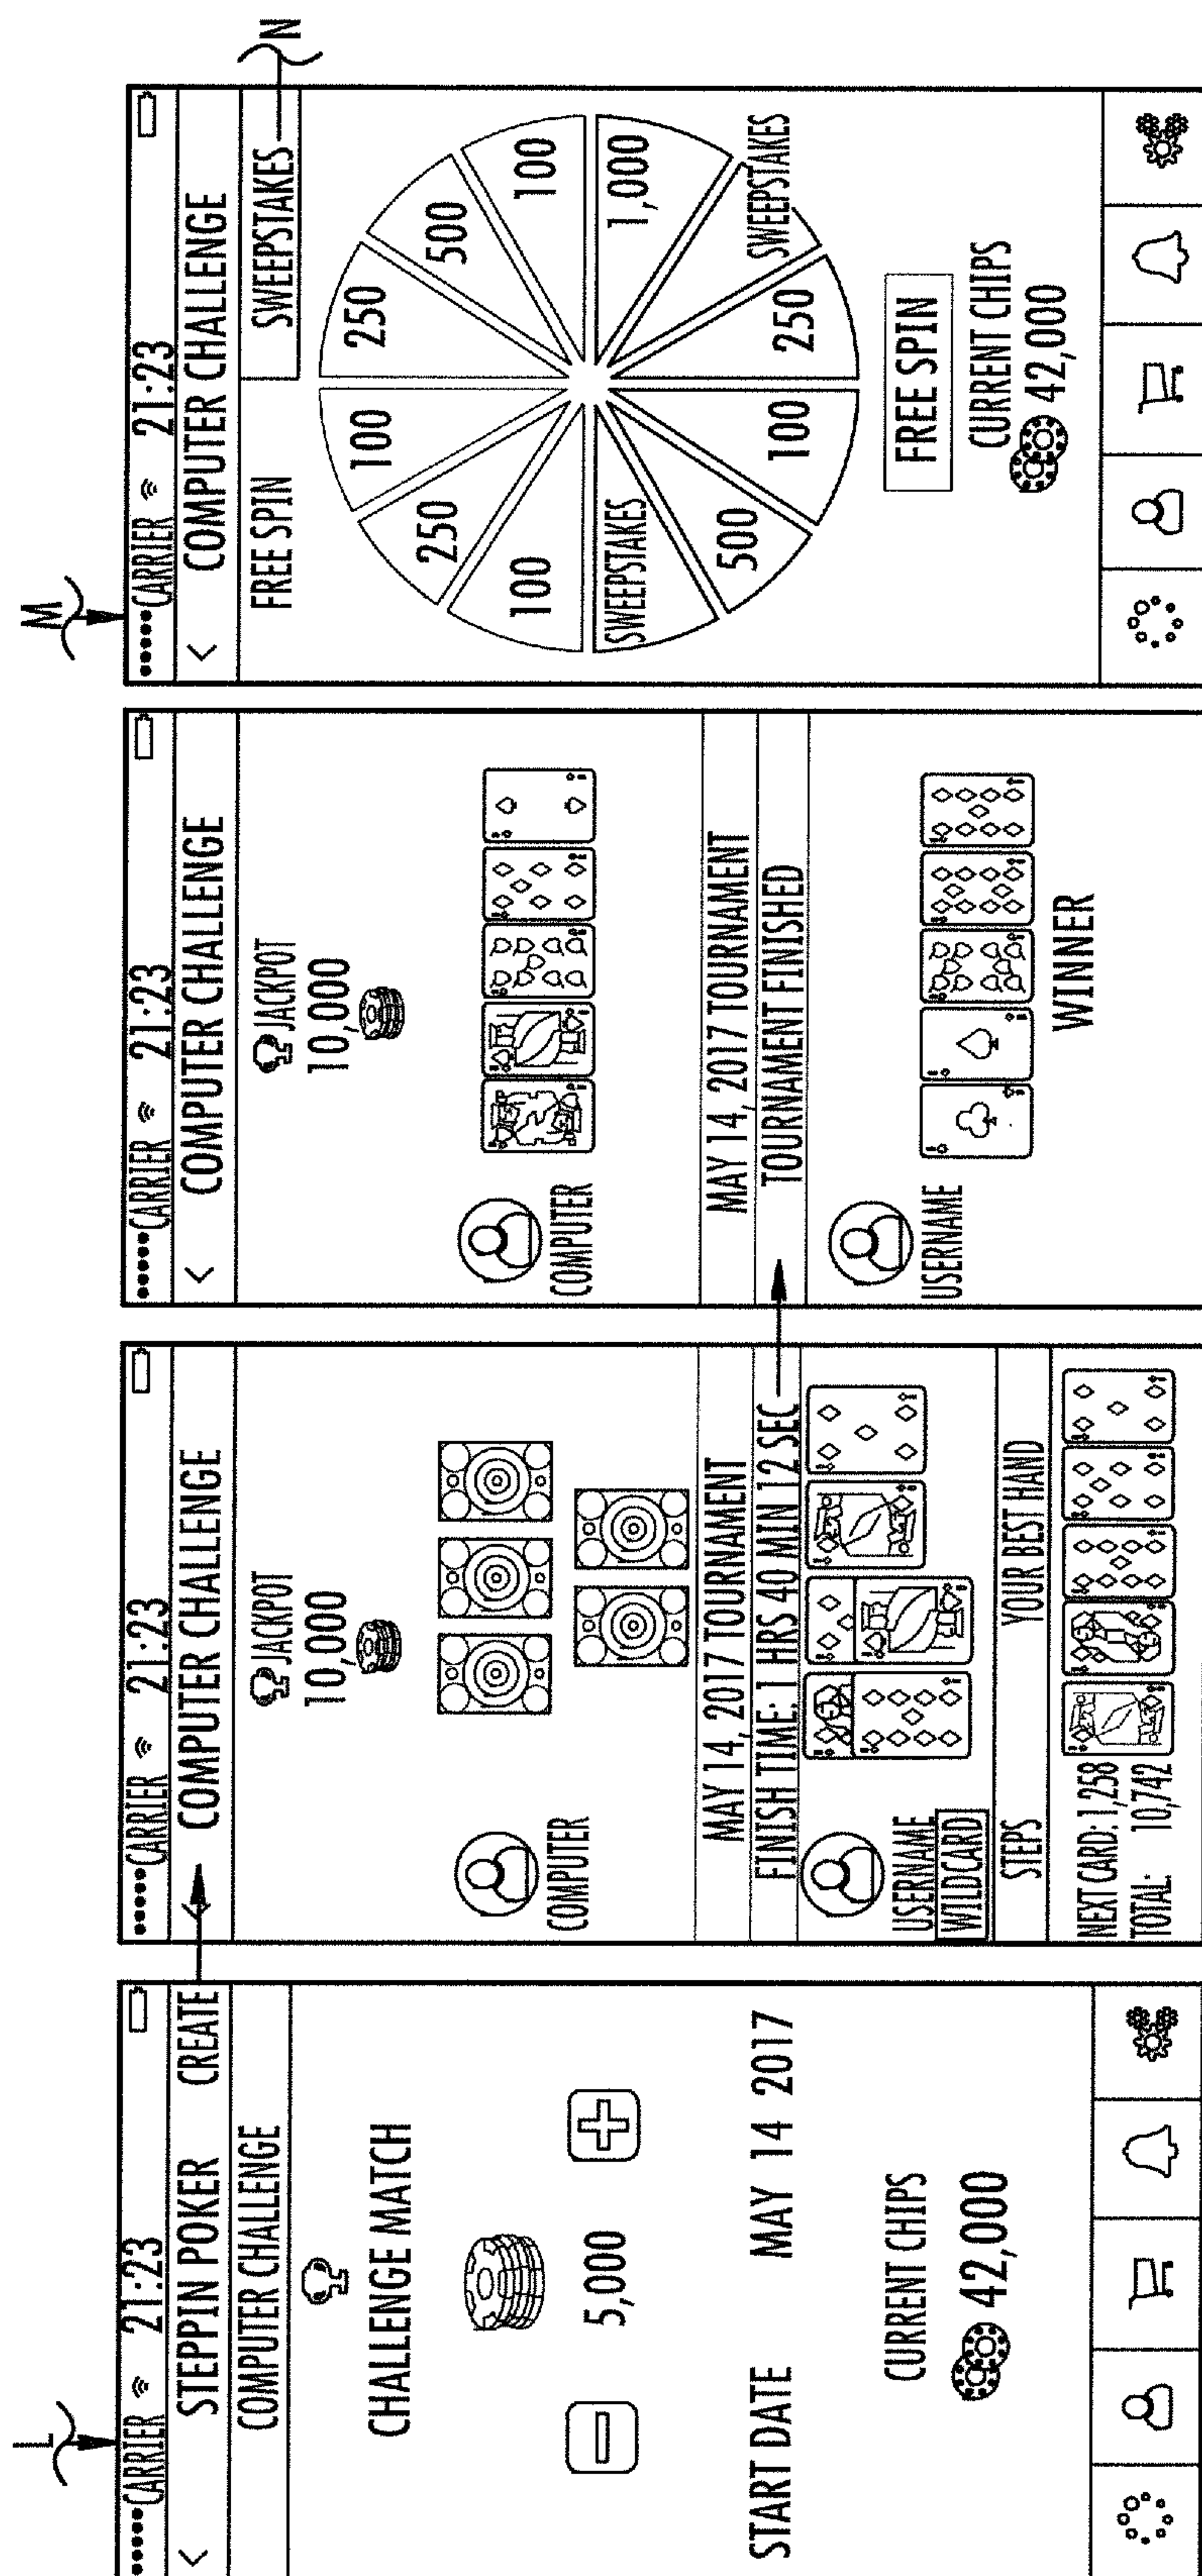 L
CARRIER 21:23
< STEPPIN POKER CREATE
COMPUTER CHALLENGE
CHALLENGE MATCH
5,000
START DATE MAY 14 2017
CURRENT CHIPS
42,000
CARRIER 21:23
< COMPUTER CHALLENGE
JACKPOT
10,000
COMPUTER
MAY 14, 2017 TOURNAMENT
FINISH TIME: 1 HRS 40 MIN 12 SEC
USERNAME
WILDCARD
STEPS YOUR BEST HAND
NEXT CARD: 1,258
TOTAL: 10,742
CARRIER 21:23
< COMPUTER CHALLENGE
JACKPOT
10,000
COMPUTER
MAY 14, 2017 TOURNAMENT
TOURNAMENT FINISHED
USERNAME
WINNER
M
CARRIER 21:23
< COMPUTER CHALLENGE
FREE SPIN SWEEPSTAKES
N
100
250
100
250
500
100
1,000
SWEEPSTAKES
250
100
500
SWEEPSTAKES
FREE SPIN
CURRENT CHIPS
42,000